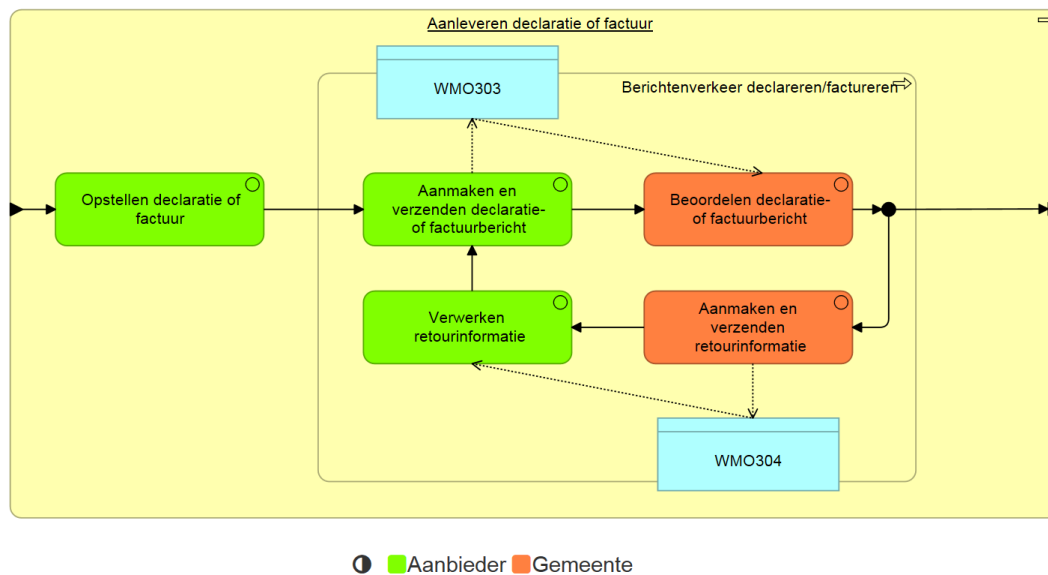 Aanleveren declaratie of factuur
WMO303
Berichtenverkeer declareren/factureren
Opstellen declaratie of
factuur
Aanmaken en
verzenden declaratie-
of factuurbericht
Beoordelen declaratie-
of factuurbericht
Verwerken
retourinformatie
Aanmaken en
verzenden
retourinformatie
WMO304
Aanbieder Gemeente